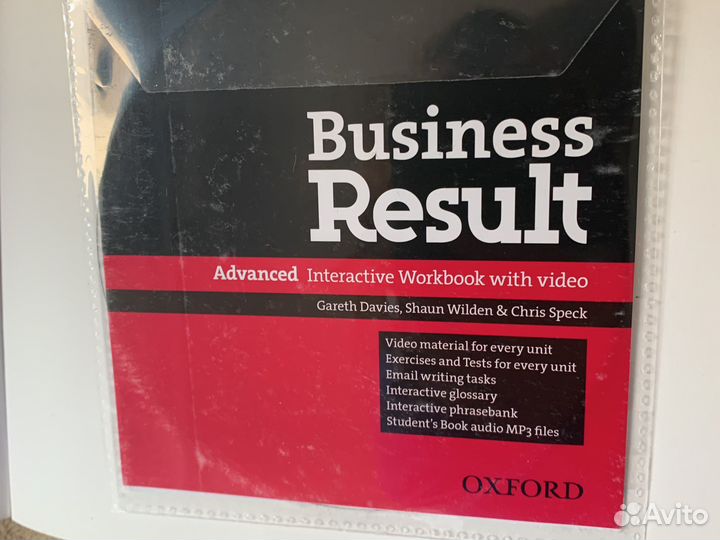 Business
Result
Advanced Interactive Workbook with video
Gareth Davies, Shaun Wilden & Chris Speck
Video material for every unit
Exercises and Tests for every unit
Email writing tasks
Interactive glossary
Interactive phrasebank
Student's Book audio MP3 files
OXFORD
Avito